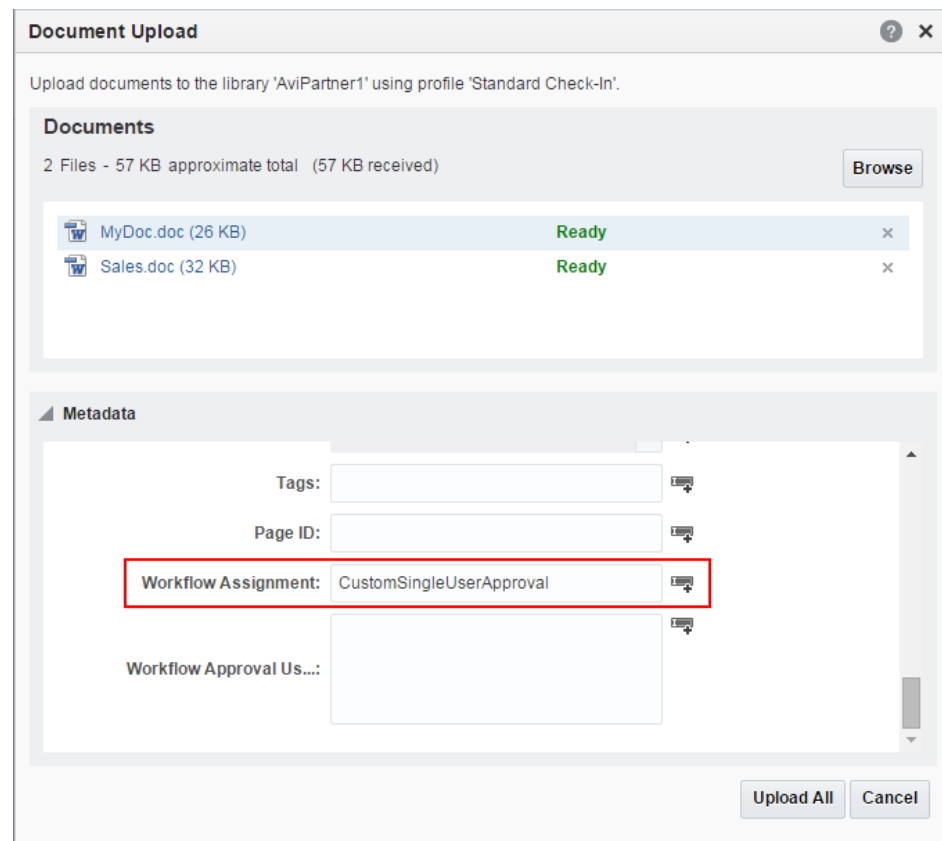 Document Upload
Upload documents to the library 'AviPartner1' using profile 'Standard Check-In'.
Documents
2 Files - 57 KB approximate total (57 KB received)
Browse
MyDoc.doc (26 KB) Ready
Sales.doc (32 KB) Ready
Metadata
Tags:
Page ID:
Workflow Assignment: CustomSingleUserApproval
Workflow Approval Us...:
Upload All Cancel